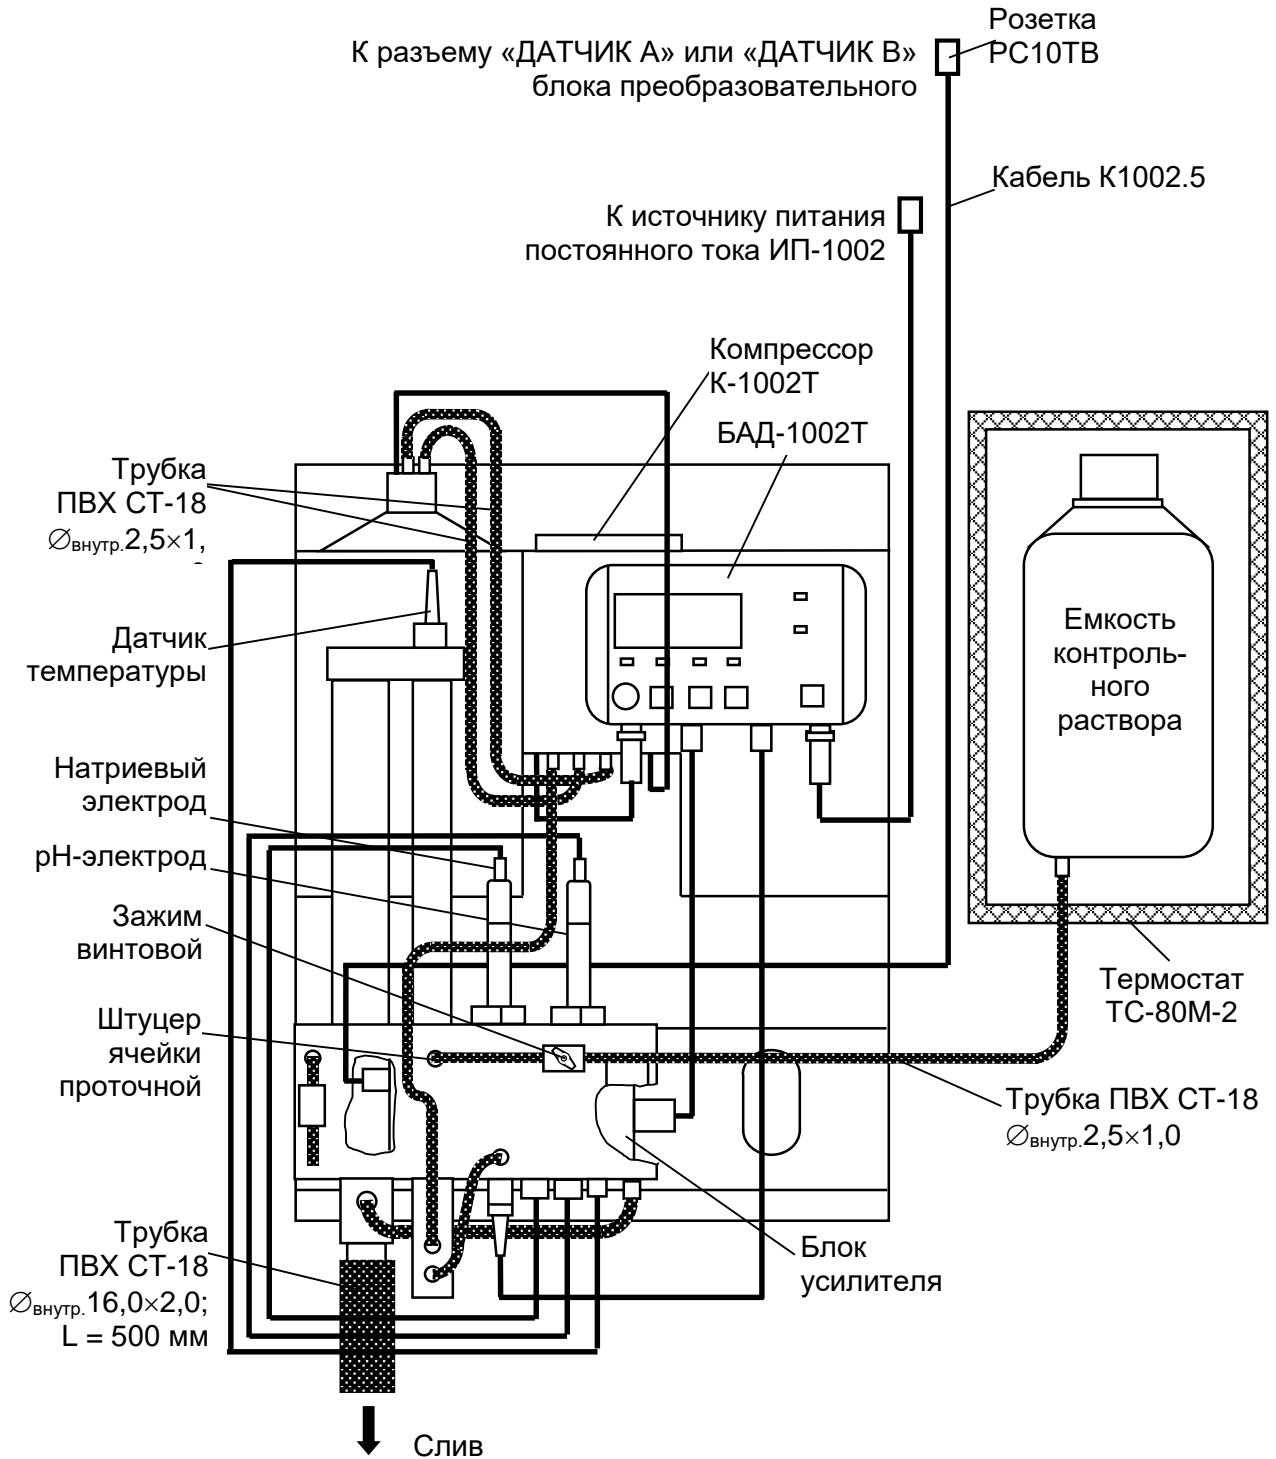 Розетка
РС10ТВ
К разъему «ДАТЧИК А» или «ДАТЧИК В»
блока преобразовательного
Кабель К1002.5
К источнику питания
постоянного тока ИП-1002
Компрессор
К-1002Т
БАД-1002Т
Трубка
ПВХ СТ-18
∅внутр.2,5×1,
Емкость
контроль-
ного
раствора
Датчик
температуры
Натриевый
электрод
рН-электрод
Зажим
винтовой
Термостат
ТС-80М-2
Штуцер
ячейки
проточной
Трубка ПВХ СТ-18
∅внутр.2,5×1,0
Трубка
ПВХ СТ-18
∅внутр.16,0×2,0;
L = 500 мм
Блок
усилителя
Слив